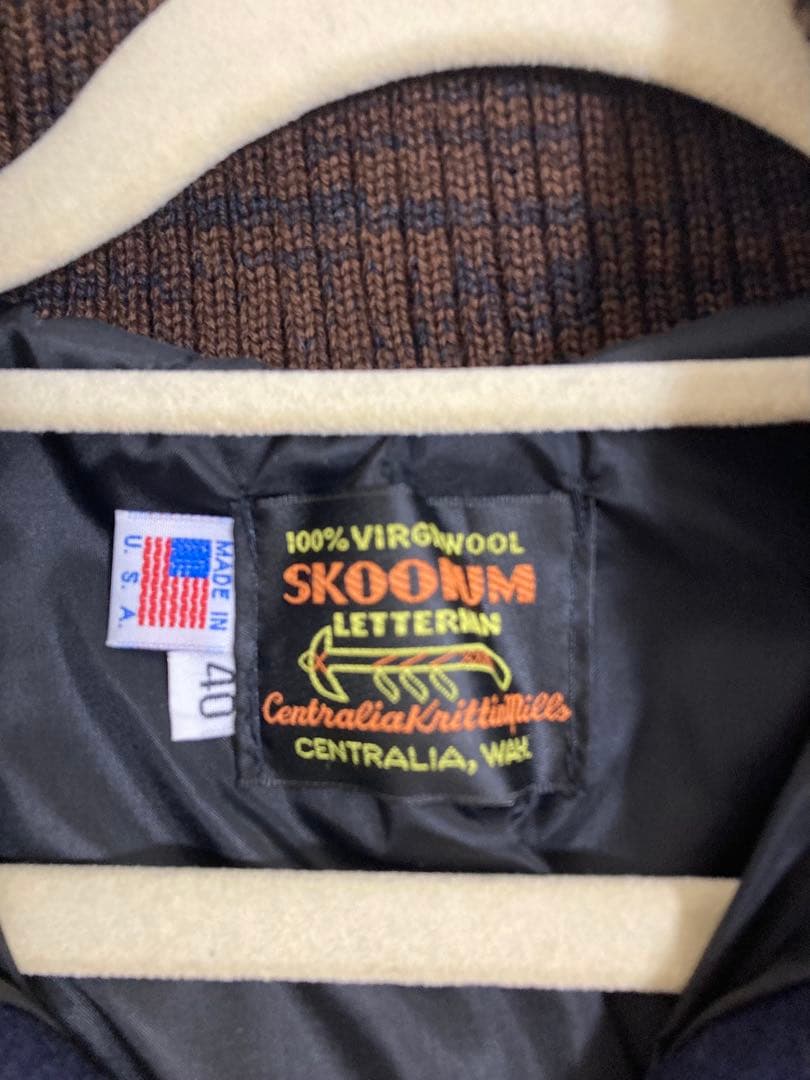 100% VIRGIN WOOL
SKOOKUM
LETTERMAN
Centralia Knitting Mills
CENTRALIA, WASH.
MADE IN
U. S. A.
40